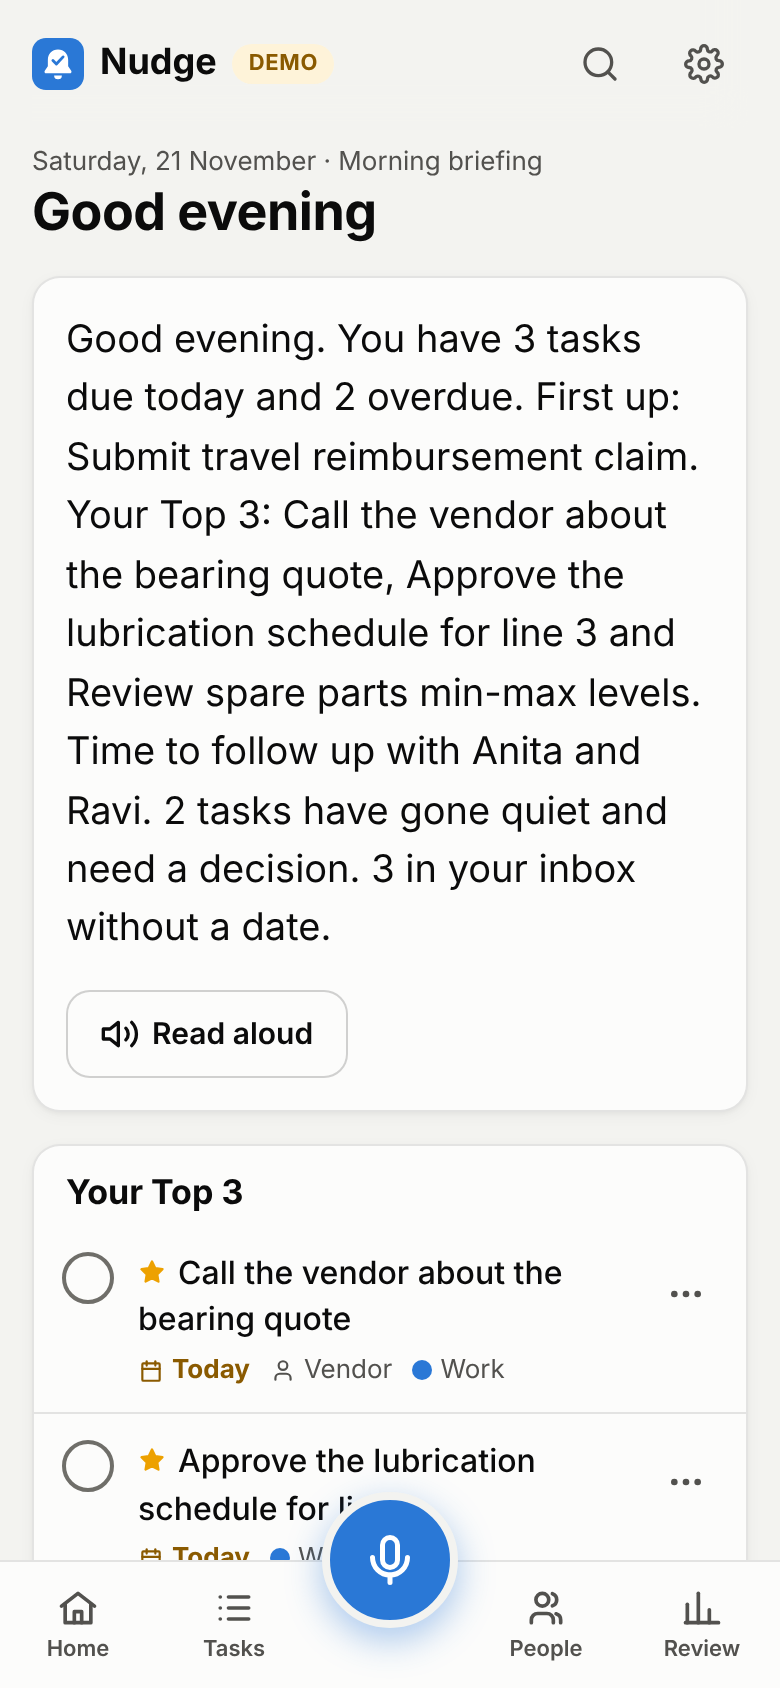 Nudge DEMO
Saturday, 21 November · Morning briefing
Good evening
Good evening. You have 3 tasks
due today and 2 overdue. First up:
Submit travel reimbursement claim.
Your Top 3: Call the vendor about
the bearing quote, Approve the
lubrication schedule for line 3 and
Review spare parts min-max levels.
Time to follow up with Anita and
Ravi. 2 tasks have gone quiet and
need a decision. 3 in your inbox
without a date.
Read aloud
Your Top 3
Call the vendor about the
bearing quote
Today Vendor Work
Approve the lubrication
schedule for
Today
Home Tasks People Review